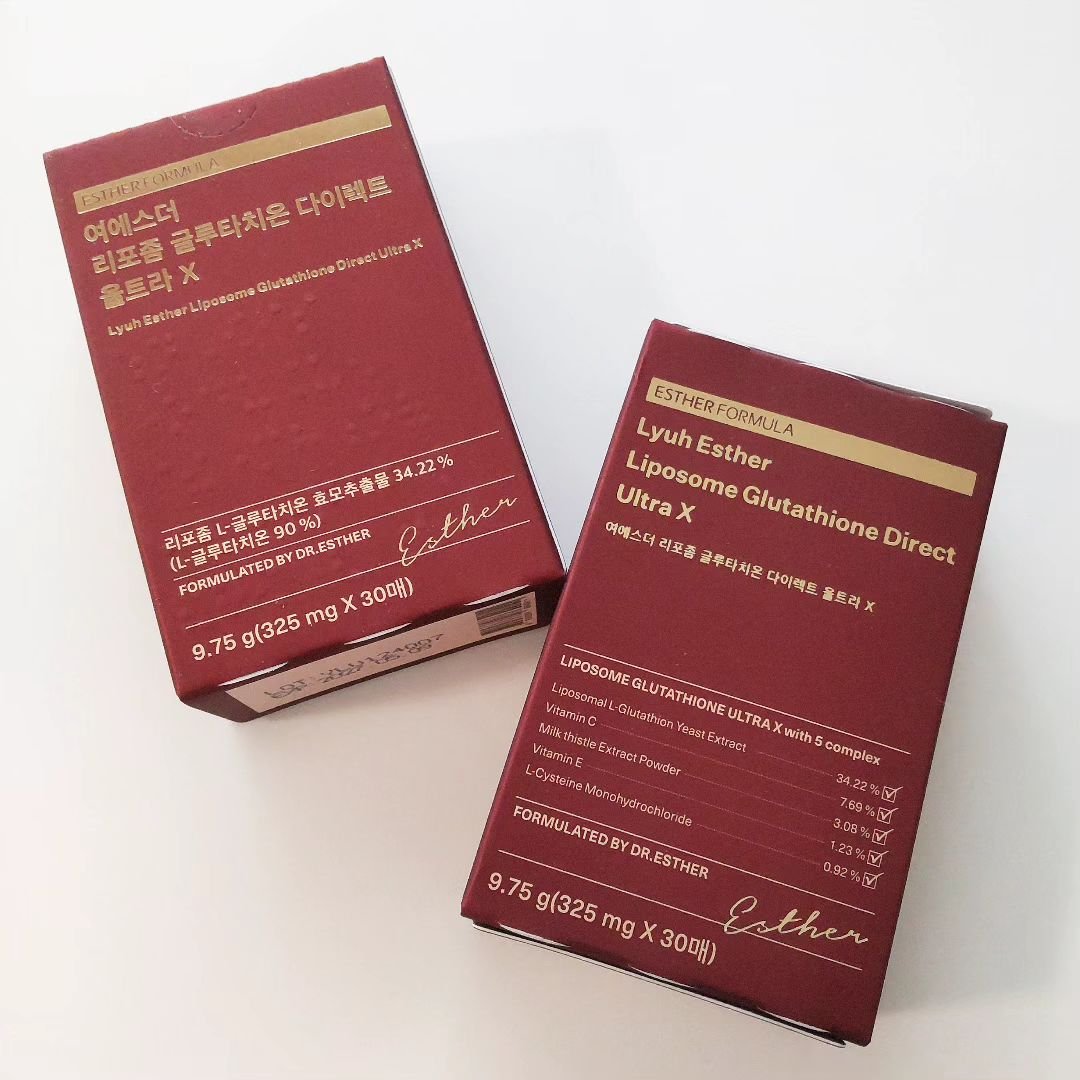 ESTHER FORMULA
여에스더
리포좀 글루타치온 다이렉트
울트라 X
Lyuh Esther Liposome Glutathione Direct Ultra X
리포좀 L-글루타치온 효모추출물 34.22 %
(L-글루타치온 90 %)
FORMULATED BY DR.ESTHER
Esther
9.75 g(325 mg X 30매)
ESTHER FORMULA
Lyuh Esther
Liposome Glutathione Direct
Ultra X
여에스더 리포좀 글루타치온 다이렉트 울트라 X
LIPOSOME GLUTATHIONE ULTRA X with 5 complex
Liposomal L-Glutathion Yeast Extract 34.22 %
Vitamin C 7.69 %
Milk thistle Extract Powder 3.08 %
Vitamin E 1.23 %
L-Cysteine Monohydrochloride 0.92 %
FORMULATED BY DR.ESTHER
Esther
9.75 g(325 mg X 30매)